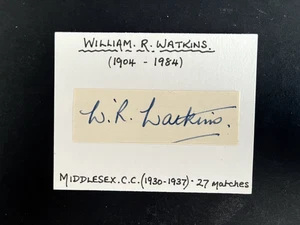 WILLIAM. R. WATKINS.
(1904 - 1984)
W.R. Watkins.
MIDDLESEX.C.C.(1930-1937)·27 matches